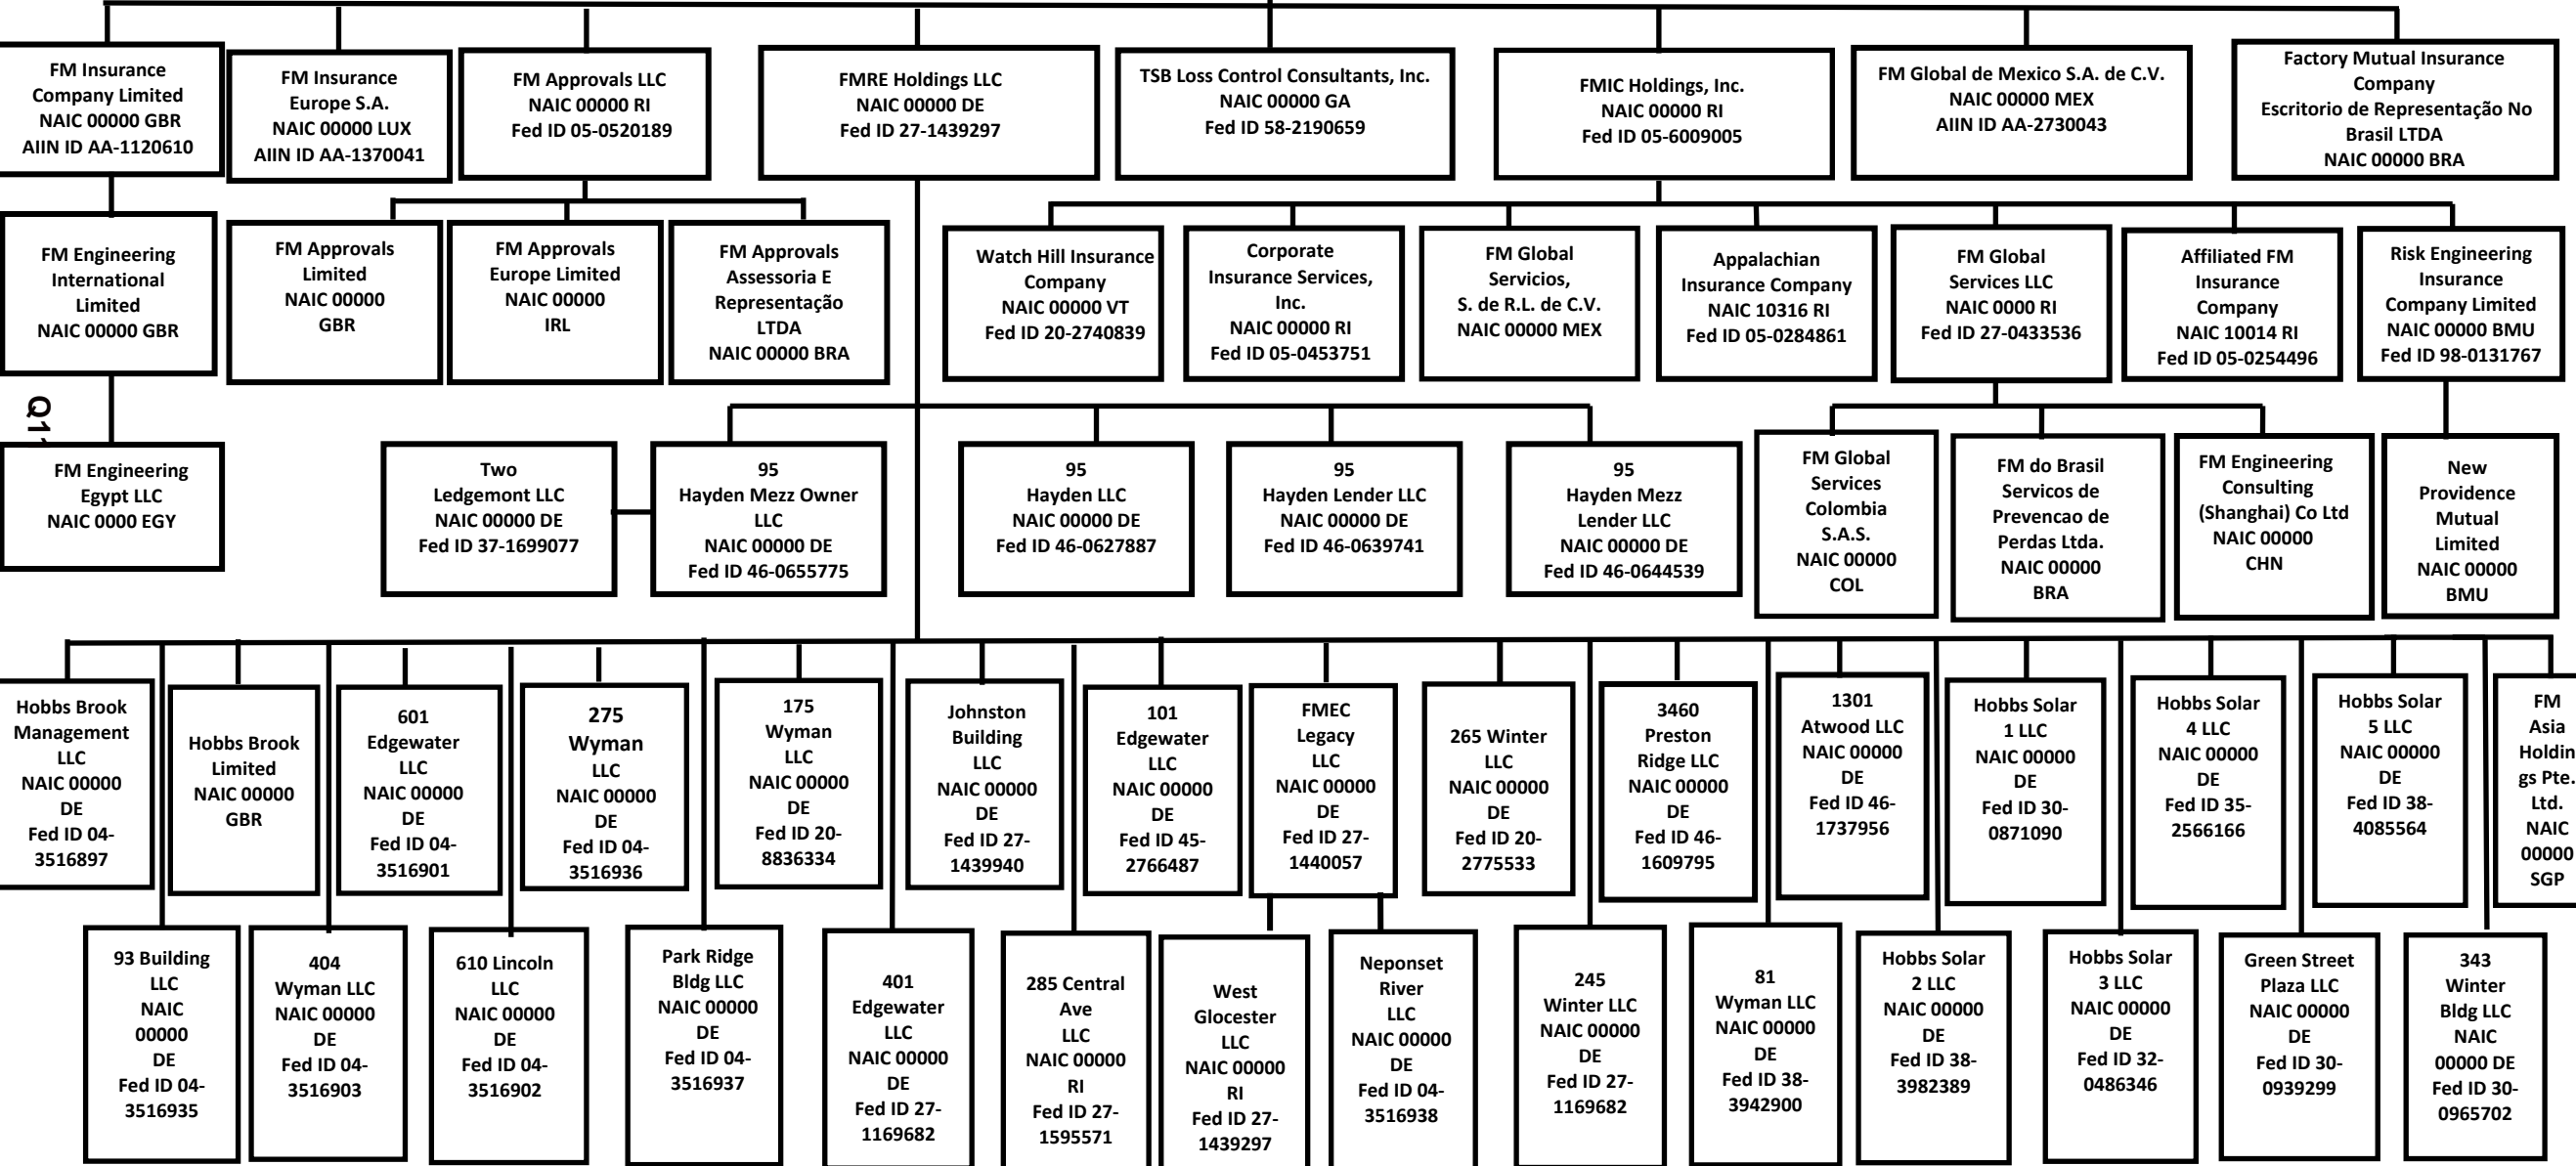 FM Insurance
Company Limited
NAIC 00000 GBR
AIIN ID AA-1120610
FM Insurance
Europe S.A.
NAIC 00000 LUX
AIIN ID AA-1370041
FM Approvals LLC
NAIC 00000 RI
Fed ID 05-0520189
FMRE Holdings LLC
NAIC 00000 DE
Fed ID 27-1439297
TSB Loss Control Consultants, Inc.
NAIC 00000 GA
Fed ID 58-2190659
FMIC Holdings, Inc.
NAIC 00000 RI
Fed ID 05-6009005
FM Global de Mexico S.A. de C.V.
NAIC 00000 MEX
AIIN ID AA-2730043
Factory Mutual Insurance
Company
Escritorio de Representação No
Brasil LTDA
NAIC 00000 BRA
FM Engineering
International
Limited
NAIC 00000 GBR
FM Approvals
Limited
NAIC 00000
GBR
FM Approvals
Europe Limited
NAIC 00000
IRL
FM Approvals
Assessoria E
Representação
LTDA
NAIC 00000 BRA
Watch Hill Insurance
Company
NAIC 00000 VT
Fed ID 20-2740839
Corporate
Insurance Services,
Inc.
NAIC 00000 RI
Fed ID 05-0453751
FM Global
Servicios,
S. de R.L. de C.V.
NAIC 00000 MEX
Appalachian
Insurance Company
NAIC 10316 RI
Fed ID 05-0284861
FM Global
Services LLC
NAIC 0000 RI
Fed ID 27-0433536
Affiliated FM
Insurance
Company
NAIC 10014 RI
Fed ID 05-0254496
Risk Engineering
Insurance
Company Limited
NAIC 00000 BMU
Fed ID 98-0131767
FM Engineering
Egypt LLC
NAIC 0000 EGY
Two
Ledgemont LLC
NAIC 00000 DE
Fed ID 37-1699077
95
Hayden Mezz Owner
LLC
NAIC 00000 DE
Fed ID 46-0655775
95
Hayden LLC
NAIC 00000 DE
Fed ID 46-0627887
95
Hayden Lender LLC
NAIC 00000 DE
Fed ID 46-0639741
95
Hayden Mezz
Lender LLC
NAIC 00000 DE
Fed ID 46-0644539
FM Global
Services
Colombia
S.A.S.
NAIC 00000
COL
FM do Brasil
Servicos de
Prevencao de
Perdas Ltda.
NAIC 00000
BRA
FM Engineering
Consulting
(Shanghai) Co Ltd
NAIC 00000
CHN
New
Providence
Mutual
Limited
NAIC 00000
BMU
Hobbs Brook
Management
LLC
NAIC 00000
DE
Fed ID 04-
3516897
Hobbs Brook
Limited
NAIC 00000
GBR
601
Edgewater
LLC
NAIC 00000
DE
Fed ID 04-
3516901
275
Wyman
LLC
NAIC 00000
DE
Fed ID 04-
3516936
175
Wyman
LLC
NAIC 00000
DE
Fed ID 20-
8836334
Johnston
Building
LLC
NAIC 00000
DE
Fed ID 27-
1439940
101
Edgewater
LLC
NAIC 00000
DE
Fed ID 45-
2766487
FMEC
Legacy
LLC
NAIC 00000
DE
Fed ID 27-
1440057
265 Winter
LLC
NAIC 00000
DE
Fed ID 20-
2775533
3460
Preston
Ridge LLC
NAIC 00000
DE
Fed ID 46-
1609795
1301
Atwood LLC
NAIC 00000
DE
Fed ID 46-
1737956
Hobbs Solar
1 LLC
NAIC 00000
DE
Fed ID 30-
0871090
Hobbs Solar
4 LLC
NAIC 00000
DE
Fed ID 35-
2566166
Hobbs Solar
5 LLC
NAIC 00000
DE
Fed ID 38-
4085564
FM
Asia
Holdin
gs Pte.
Ltd.
NAIC
00000
SGP
93 Building
LLC
NAIC
00000
DE
Fed ID 04-
3516935
404
Wyman LLC
NAIC 00000
DE
Fed ID 04-
3516903
610 Lincoln
LLC
NAIC 00000
DE
Fed ID 04-
3516902
Park Ridge
Bldg LLC
NAIC 00000
DE
Fed ID 04-
3516937
401
Edgewater
LLC
NAIC 00000
DE
Fed ID 27-
1169682
285 Central
Ave
LLC
NAIC 00000
RI
Fed ID 27-
1595571
West
Glocester
LLC
NAIC 00000
RI
Fed ID 27-
1439297
Neponset
River
LLC
NAIC 00000
DE
Fed ID 04-
3516938
245
Winter LLC
NAIC 00000
DE
Fed ID 27-
1169682
81
Wyman LLC
NAIC 00000
DE
Fed ID 38-
3942900
Hobbs Solar
2 LLC
NAIC 00000
DE
Fed ID 38-
3982389
Hobbs Solar
3 LLC
NAIC 00000
DE
Fed ID 32-
0486346
Green Street
Plaza LLC
NAIC 00000
DE
Fed ID 30-
0939299
343
Winter
Bldg LLC
NAIC
00000 DE
Fed ID 30-
0965702